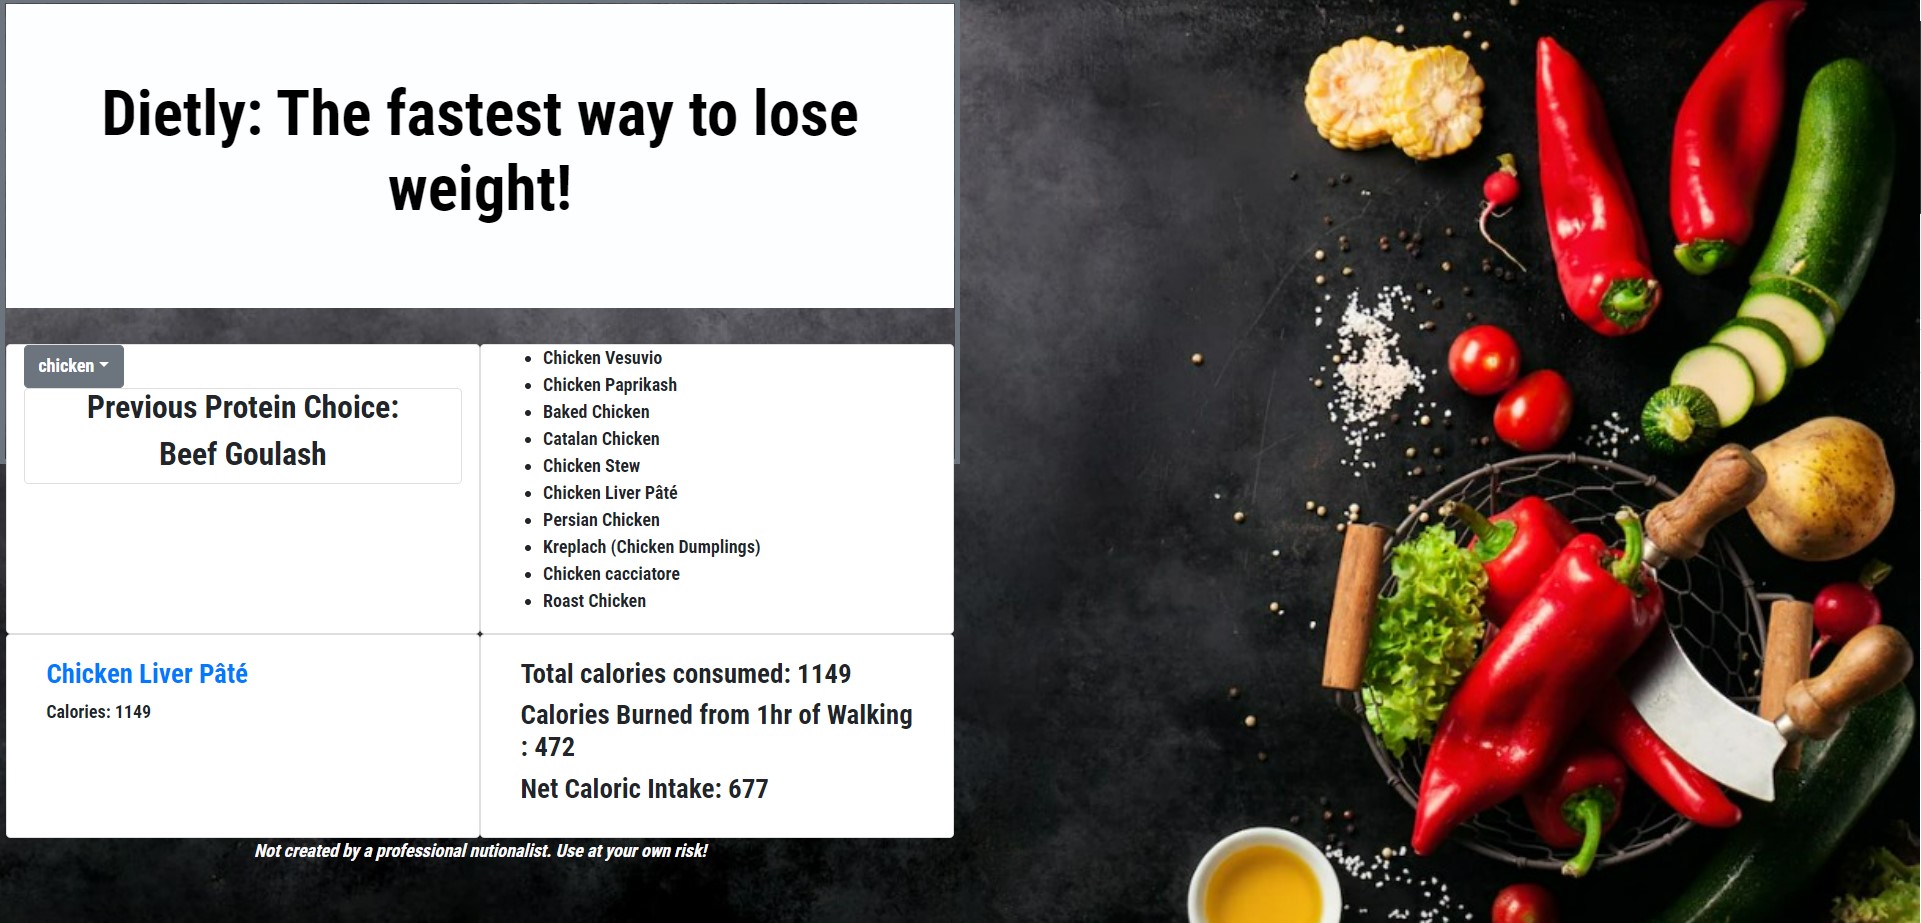 Dietly: The fastest way to lose
weight!
chicken
Previous Protein Choice:
Beef Goulash
Chicken Vesuvio
Chicken Paprikash
Baked Chicken
Catalan Chicken
Chicken Stew
Chicken Liver Pâté
Persian Chicken
Kreplach (Chicken Dumplings)
Chicken cacciatore
Roast Chicken
Chicken Liver Pâté
Calories: 1149
Total calories consumed: 1149
Calories Burned from 1hr of Walking
: 472
Net Caloric Intake: 677
Not created by a professional nutionalist. Use at your own risk!